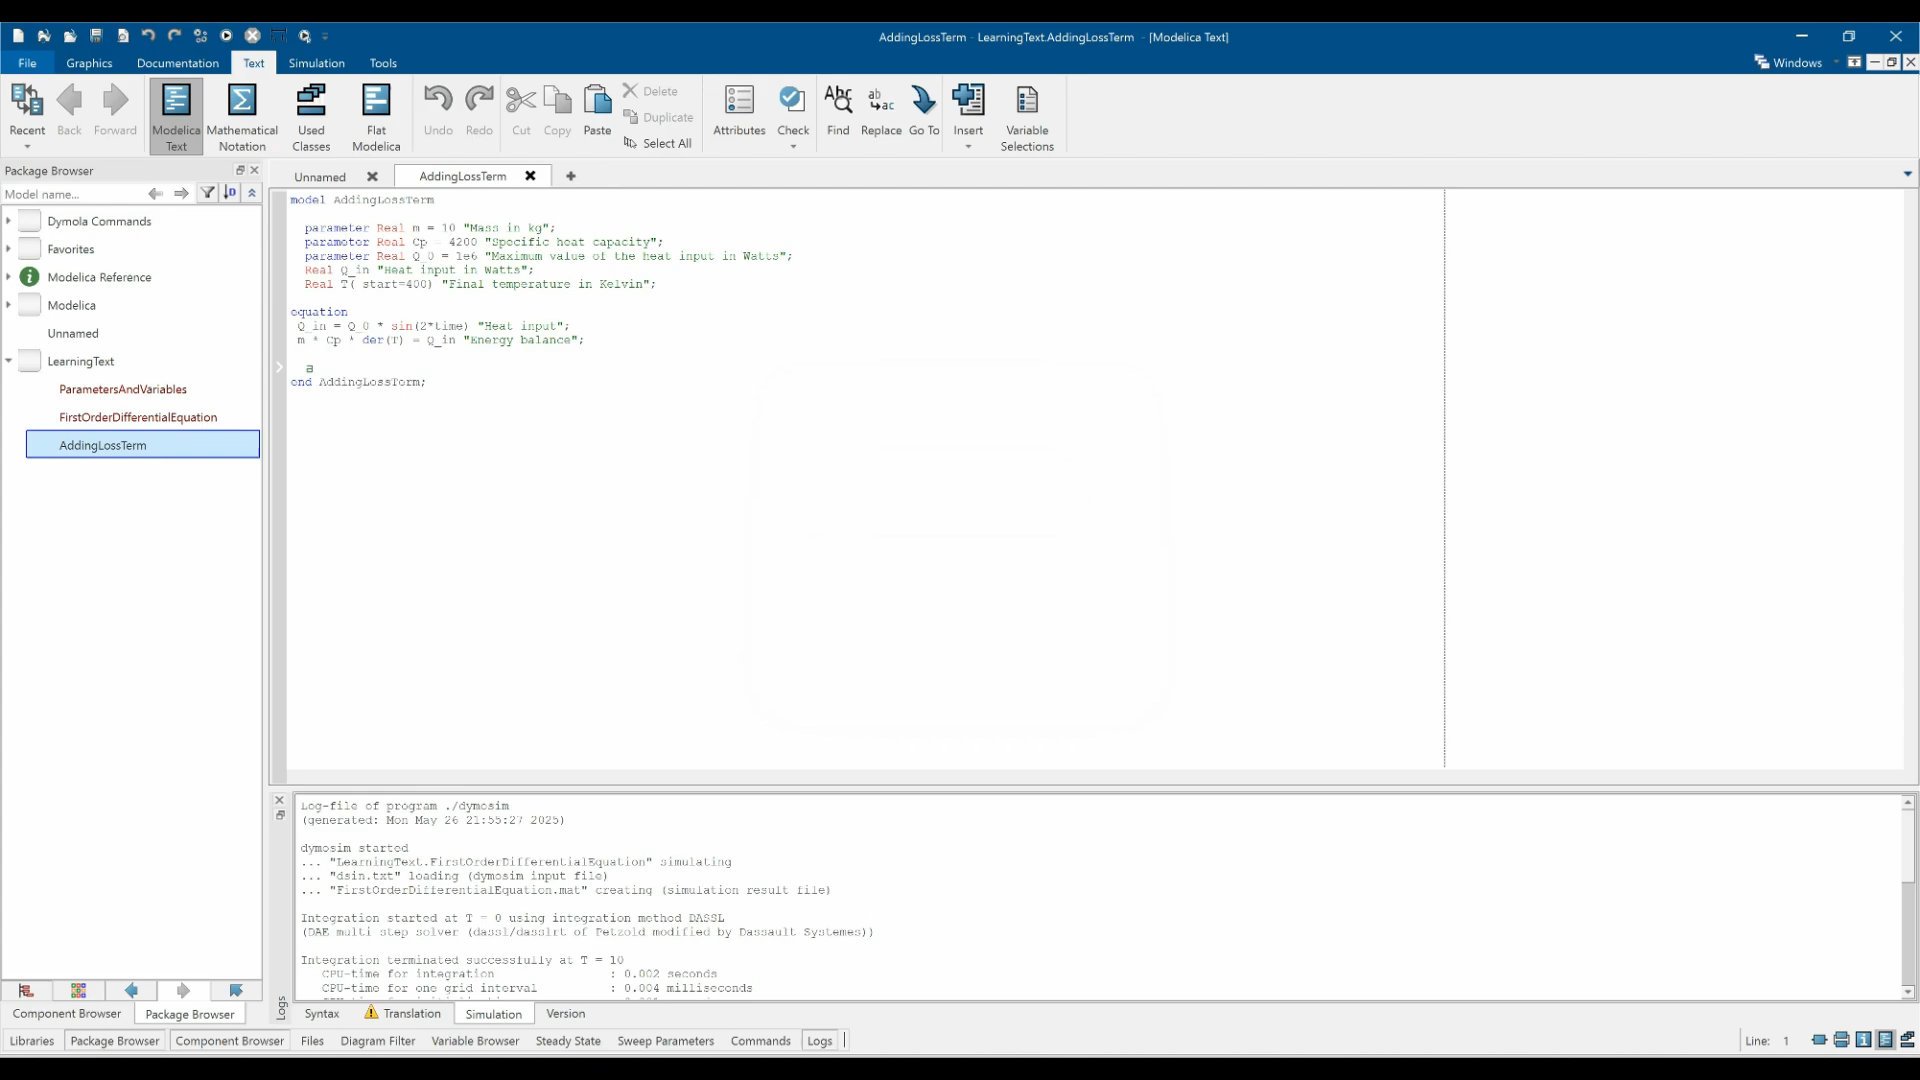 AddingLossTerm - LearningText.AddingLossTerm - [Modelica Text]
File Graphics Documentation Text Simulation Tools
Windows
Recent Back Forward
Modelica Text
Mathematical Notation
Used Classes
Flat Modelica
Undo Redo Cut Copy Paste
Delete
Duplicate
Select All
Attributes Check Find Replace Go To Insert
Variable Selections
Package Browser
Model name...
Dymola Commands
Favorites
Modelica Reference
Modelica
Unnamed
LearningText
ParametersAndVariables
FirstOrderDifferentialEquation
AddingLossTerm
Unnamed AddingLossTerm
model AddingLossTerm
parameter Real m = 10 "Mass in kg";
parameter Real Cp = 4200 "Specific heat capacity";
parameter Real Q_0 = 1e6 "Maximum value of the heat input in Watts";
Real Q_in "Heat input in Watts";
Real T( start=400) "Final temperature in Kelvin";
equation
Q_in = Q_0 * sin(2*time) "Heat input";
m * Cp * der(T) = Q_in "Energy balance";
a
end AddingLossTerm;
Log-file of program ./dymosim
(generated: Mon May 26 21:55:27 2025)
dymosim started
... "LearningText.FirstOrderDifferentialEquation" simulating
... "dsin.txt" loading (dymosim input file)
... "FirstOrderDifferentialEquation.mat" creating (simulation result file)
Integration started at T = 0 using integration method DASSL
(DAE multi-step solver (dassl/dasslrt of Petzold modified by Dassault Systemes))
Integration terminated successfully at T = 10
CPU-time for integration : 0.002 seconds
CPU-time for one grid interval : 0.004 milliseconds
Logs
Component Browser Package Browser
Syntax Translation Simulation Version
Libraries Package Browser Component Browser Files Diagram Filter Variable Browser Steady State Sweep Parameters Commands Logs
Line: 1